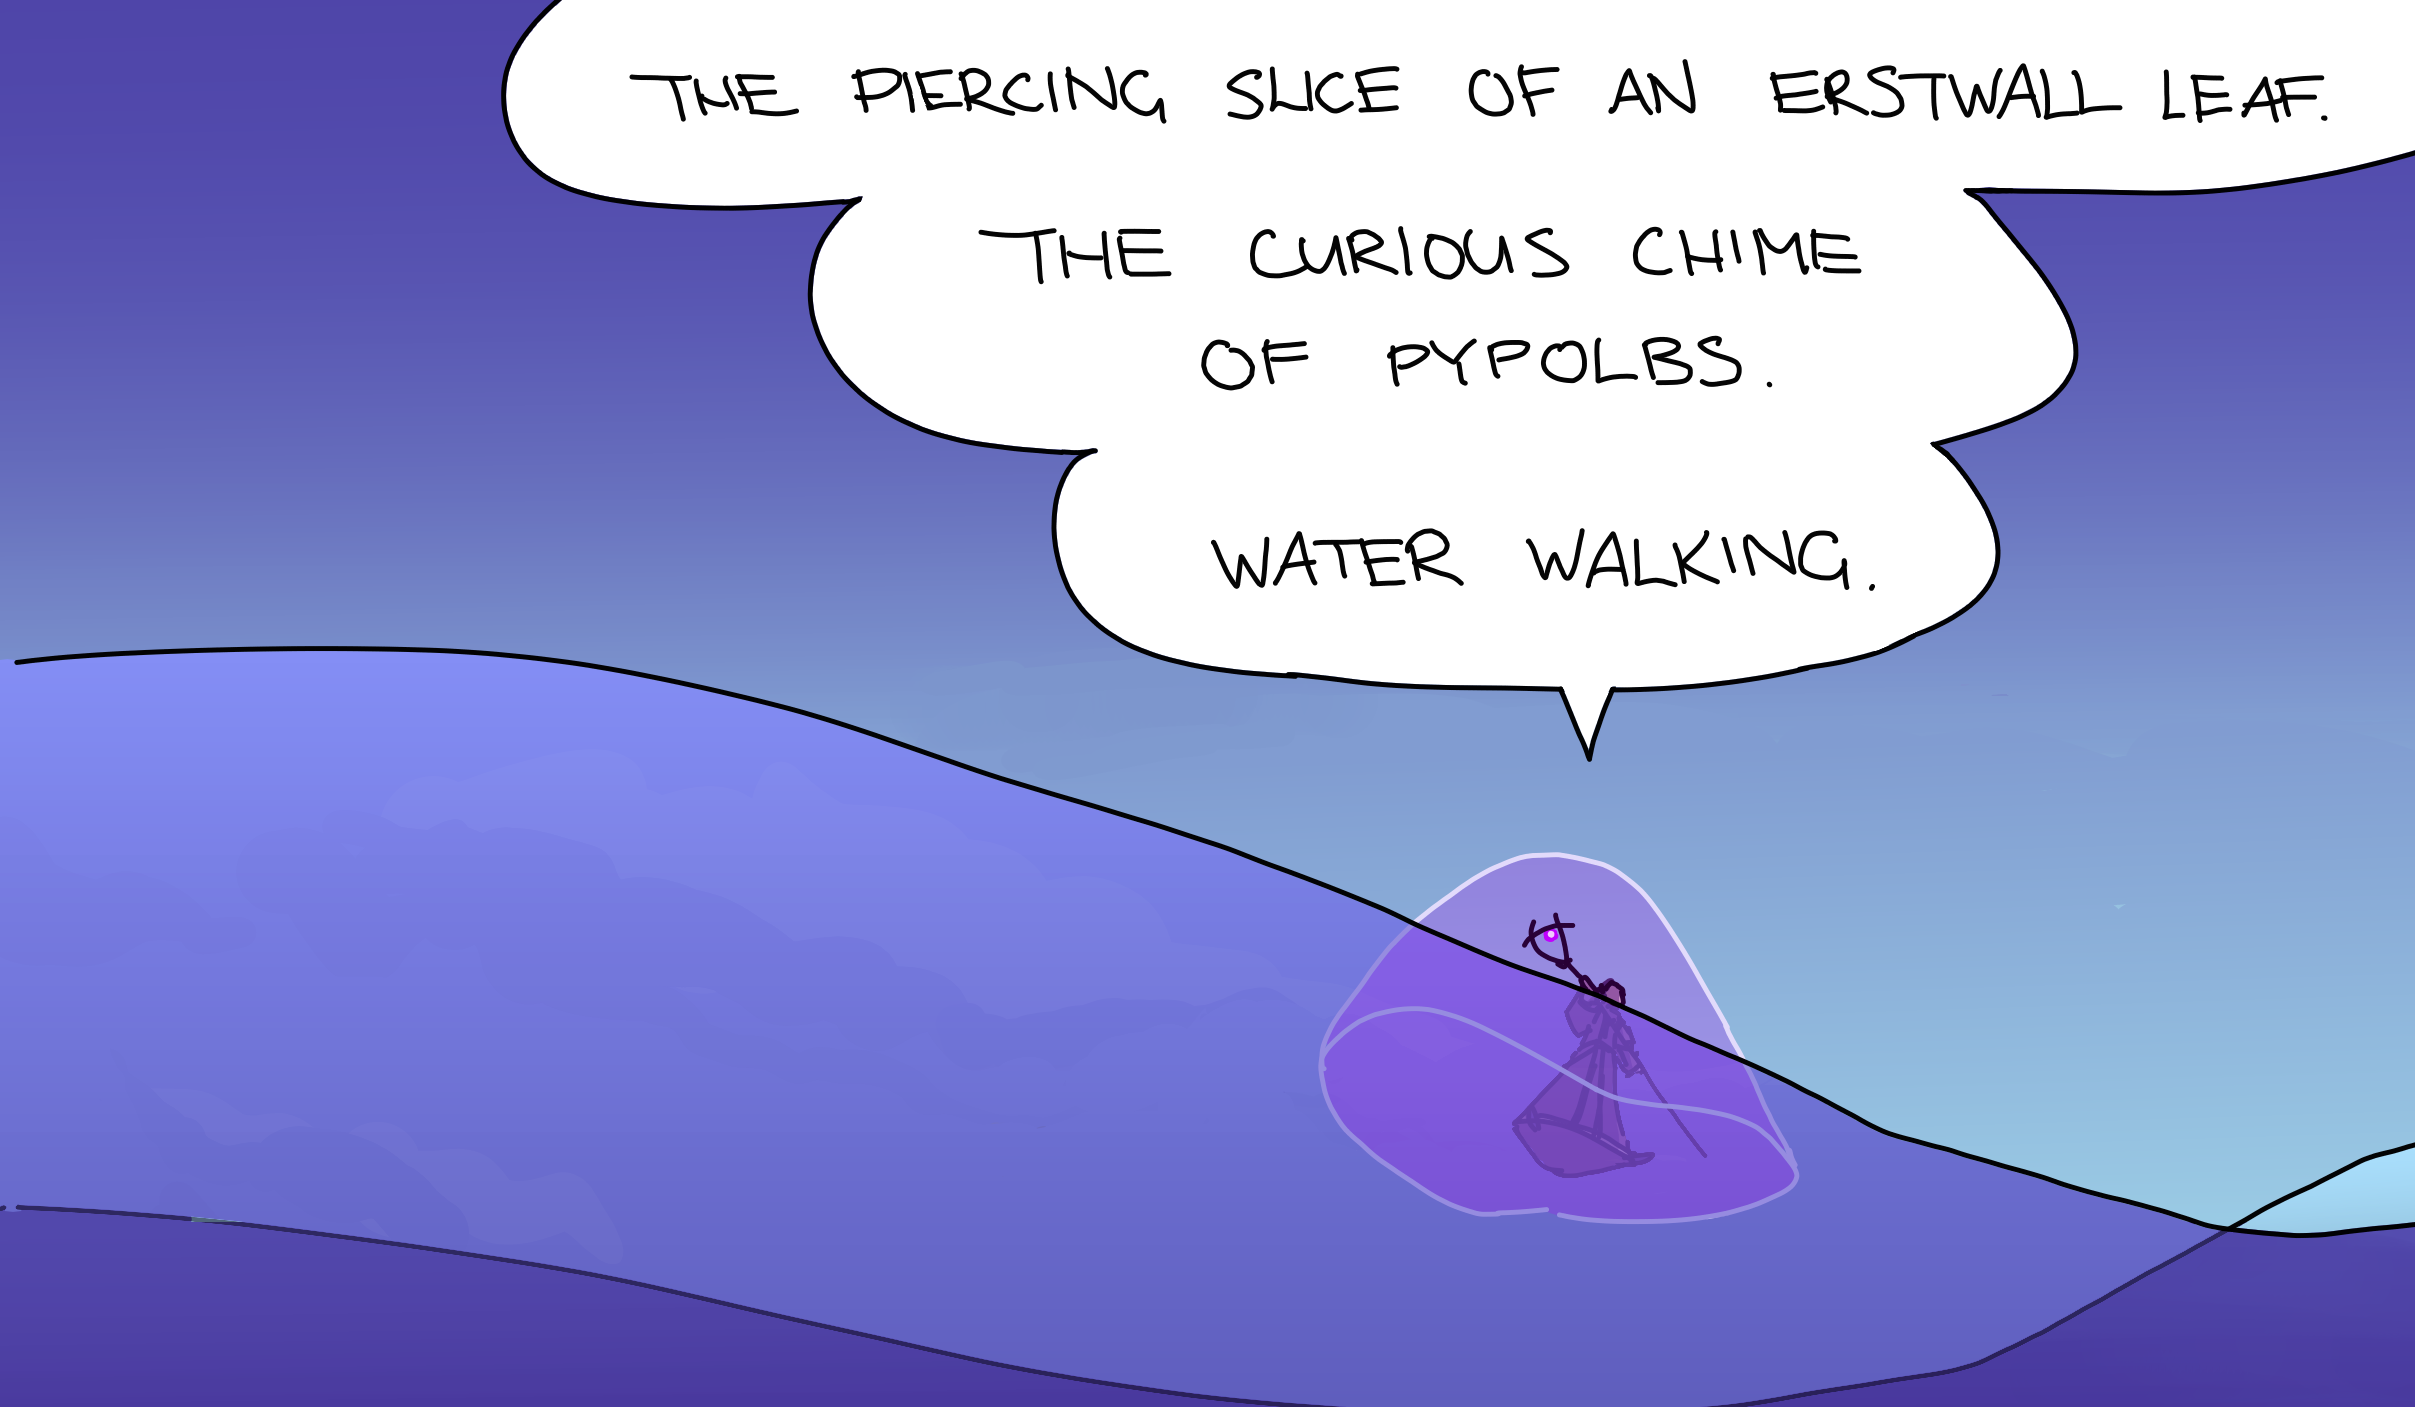 THE PIERCING SLICE OF AN ERSTWALL LEAF.
THE CURIOUS CHIME
OF PYPOLBS.
WATER WALKING.